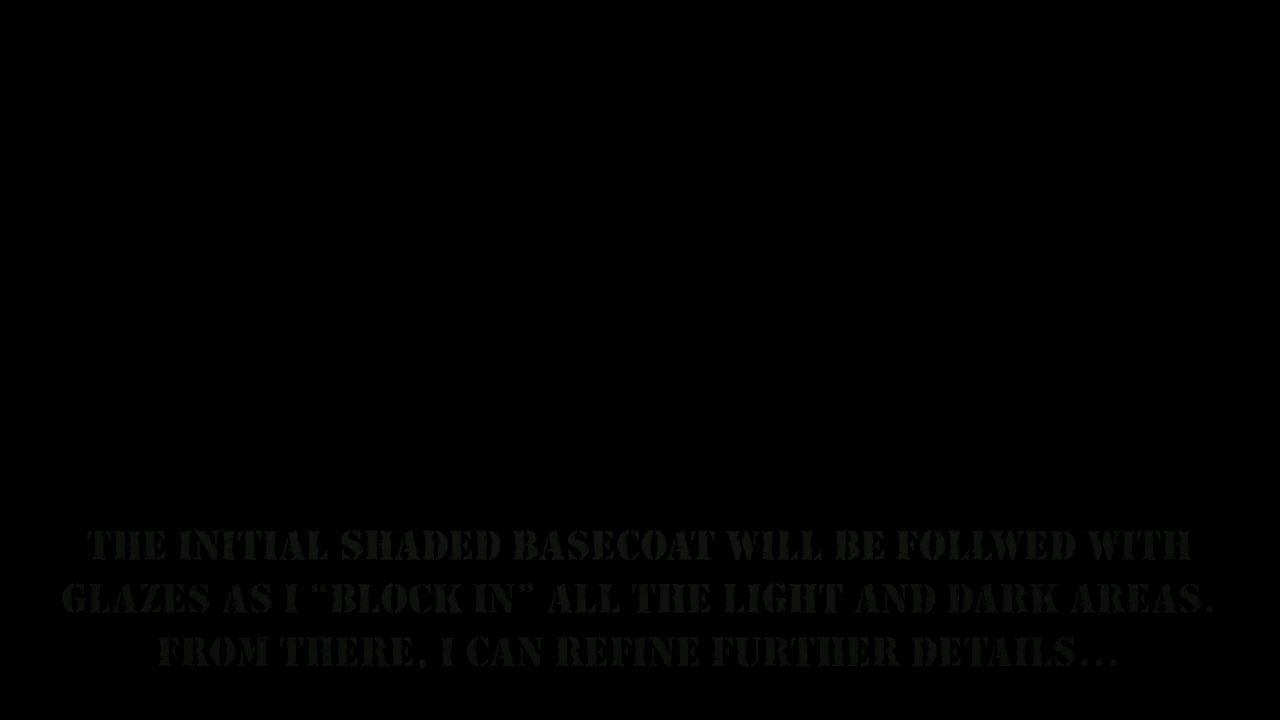 THE INITIAL SHADED BASECOAT WILL BE FOLLWED WITH
GLAZES AS I “BLOCK IN” ALL THE LIGHT AND DARK AREAS.
FROM THERE, I CAN REFINE FURTHER DETAILS...